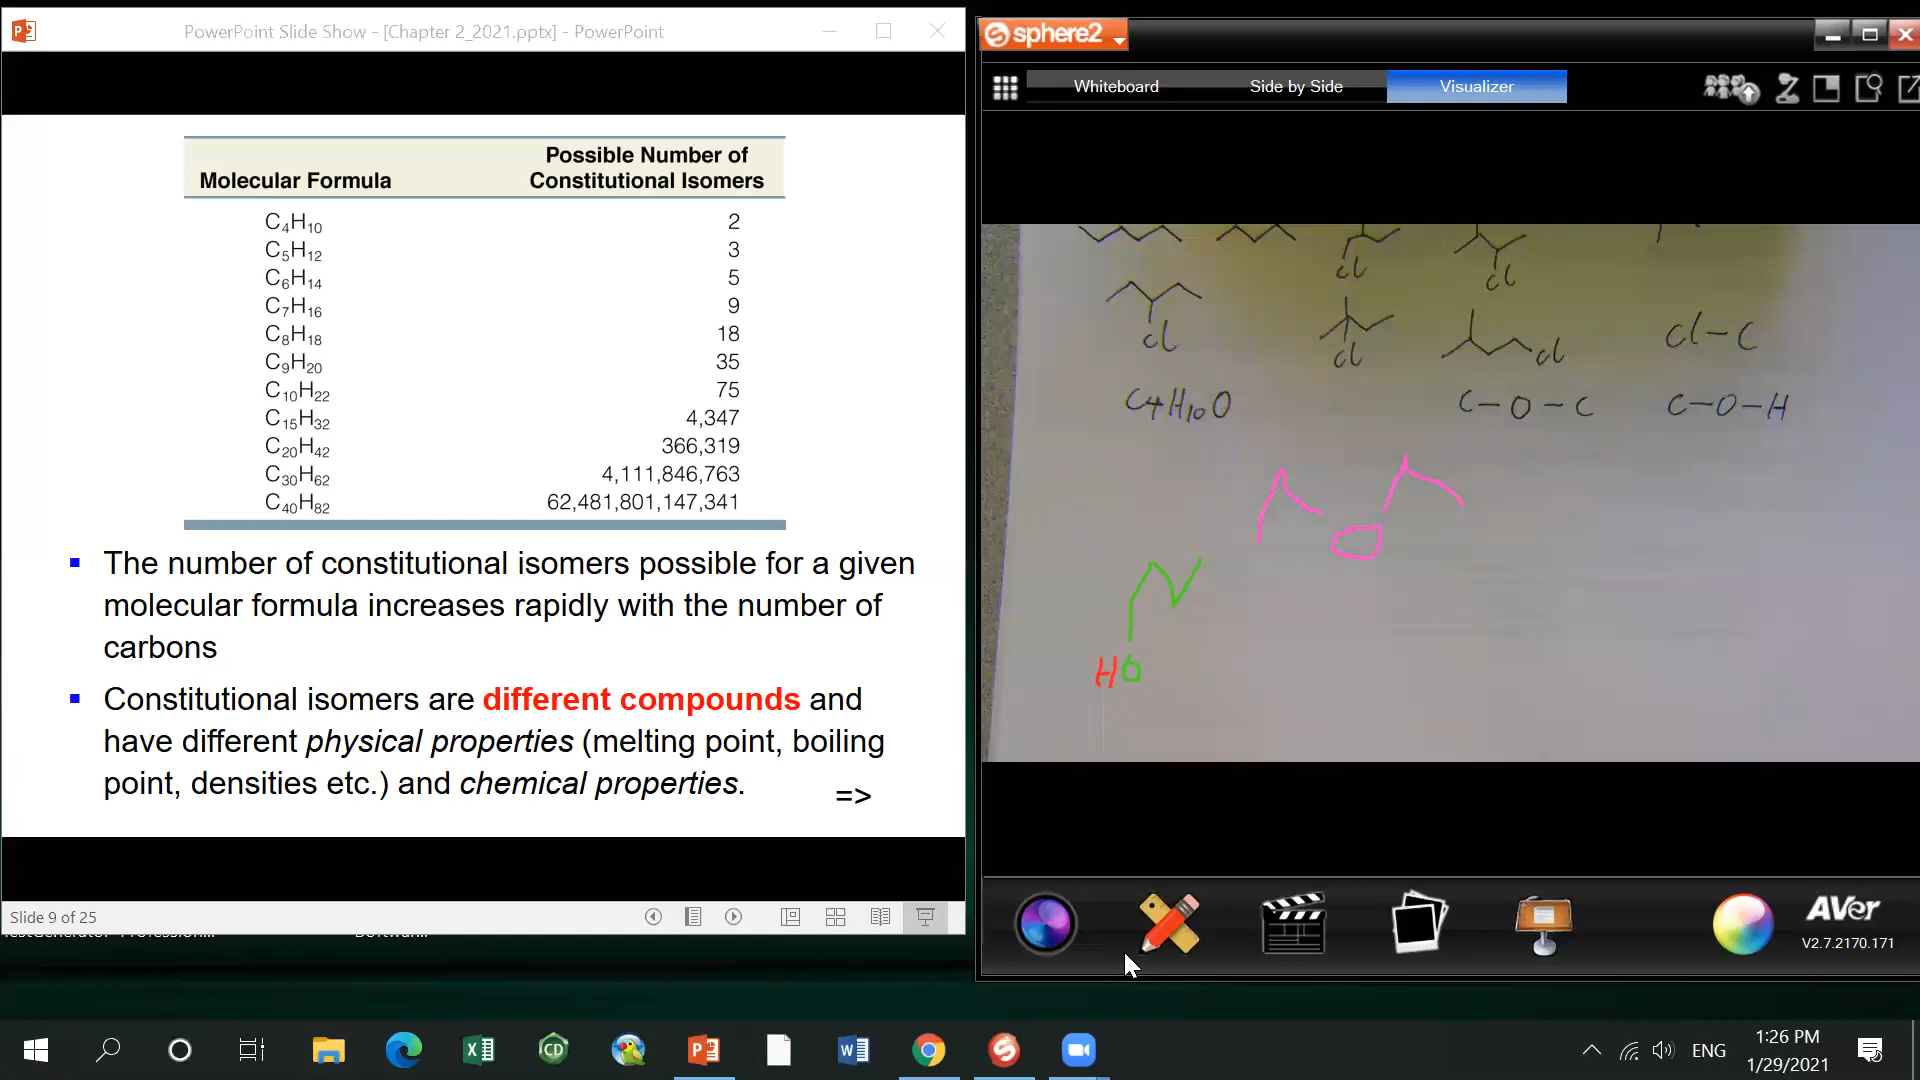 PowerPoint Slide Show - [Chapter 2_2021.pptx] - PowerPoint
Molecular Formula Possible Number of Constitutional Isomers
C4H10 2
C5H12 3
C6H14 5
C7H16 9
C8H18 18
C9H20 35
C10H22 75
C15H32 4,347
C20H42 366,319
C30H62 4,111,846,763
C40H82 62,481,801,147,341
The number of constitutional isomers possible for a given
molecular formula increases rapidly with the number of
carbons
Constitutional isomers are different compounds and
have different physical properties (melting point, boiling
point, densities etc.) and chemical properties.
=>
Slide 9 of 25
sphere2
Whiteboard Side by Side Visualizer
Cl Cl
Cl Cl Cl Cl-C
C4H10O C-O-C C-O-H
O
HO
AVer
V2.7.2170.171
ENG
1:26 PM
1/29/2021